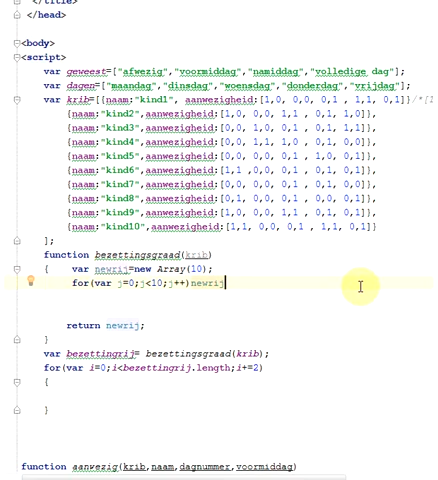 </title>
</head>
<body>
<script>
var geweest=["afwezig","voormiddag","namiddag","volledige dag"];
var dagen=["maandag","dinsdag","woensdag","donderdag","vrijdag"];
var krib=[{naam:"kind1", aanwezigheid:[1,0, 0,0, 0,1 , 1,1, 0,1]}/*[1
{naam:"kind2",aanwezigheid:[1,0, 0,0, 1,1 , 0,1, 1,0]},
{naam:"kind3",aanwezigheid:[0,0, 0,0, 0,1 , 0,1, 0,1]},
{naam:"kind4",aanwezigheid:[0,0, 1,1, 1,0 , 0,1, 0,1]},
{naam:"kind5",aanwezigheid:[0,0, 0,0, 0,1 , 1,0, 0,1]},
{naam:"kind6",aanwezigheid:[1,1 ,0,0, 0,1 , 0,1, 0,1]},
{naam:"kind7",aanwezigheid:[0,0, 0,0, 0,1 , 0,1, 0,1]},
{naam:"kind8",aanwezigheid:[0,0, 0,0, 0,1 , 0,1, 0,1]},
{naam:"kind9",aanwezigheid:[1,0, 0,0, 1,1 , 0,1, 0,1]},
{naam:"kind10",aanwezigheid:[1,1, 0,0, 0,1 , 1,1, 0,1]}
];
function bezettingsgraad(krib)
{ var newrij=new Array(10);
for(var j=0;j<10;j++)newrij
return newrij;
}
var bezettingrij= bezettingsgraad(krib);
for(var i=0;i<bezettingrij.length;i+=2)
{
}
function aanwezig(krib,naam,dagnummer,voormiddag)